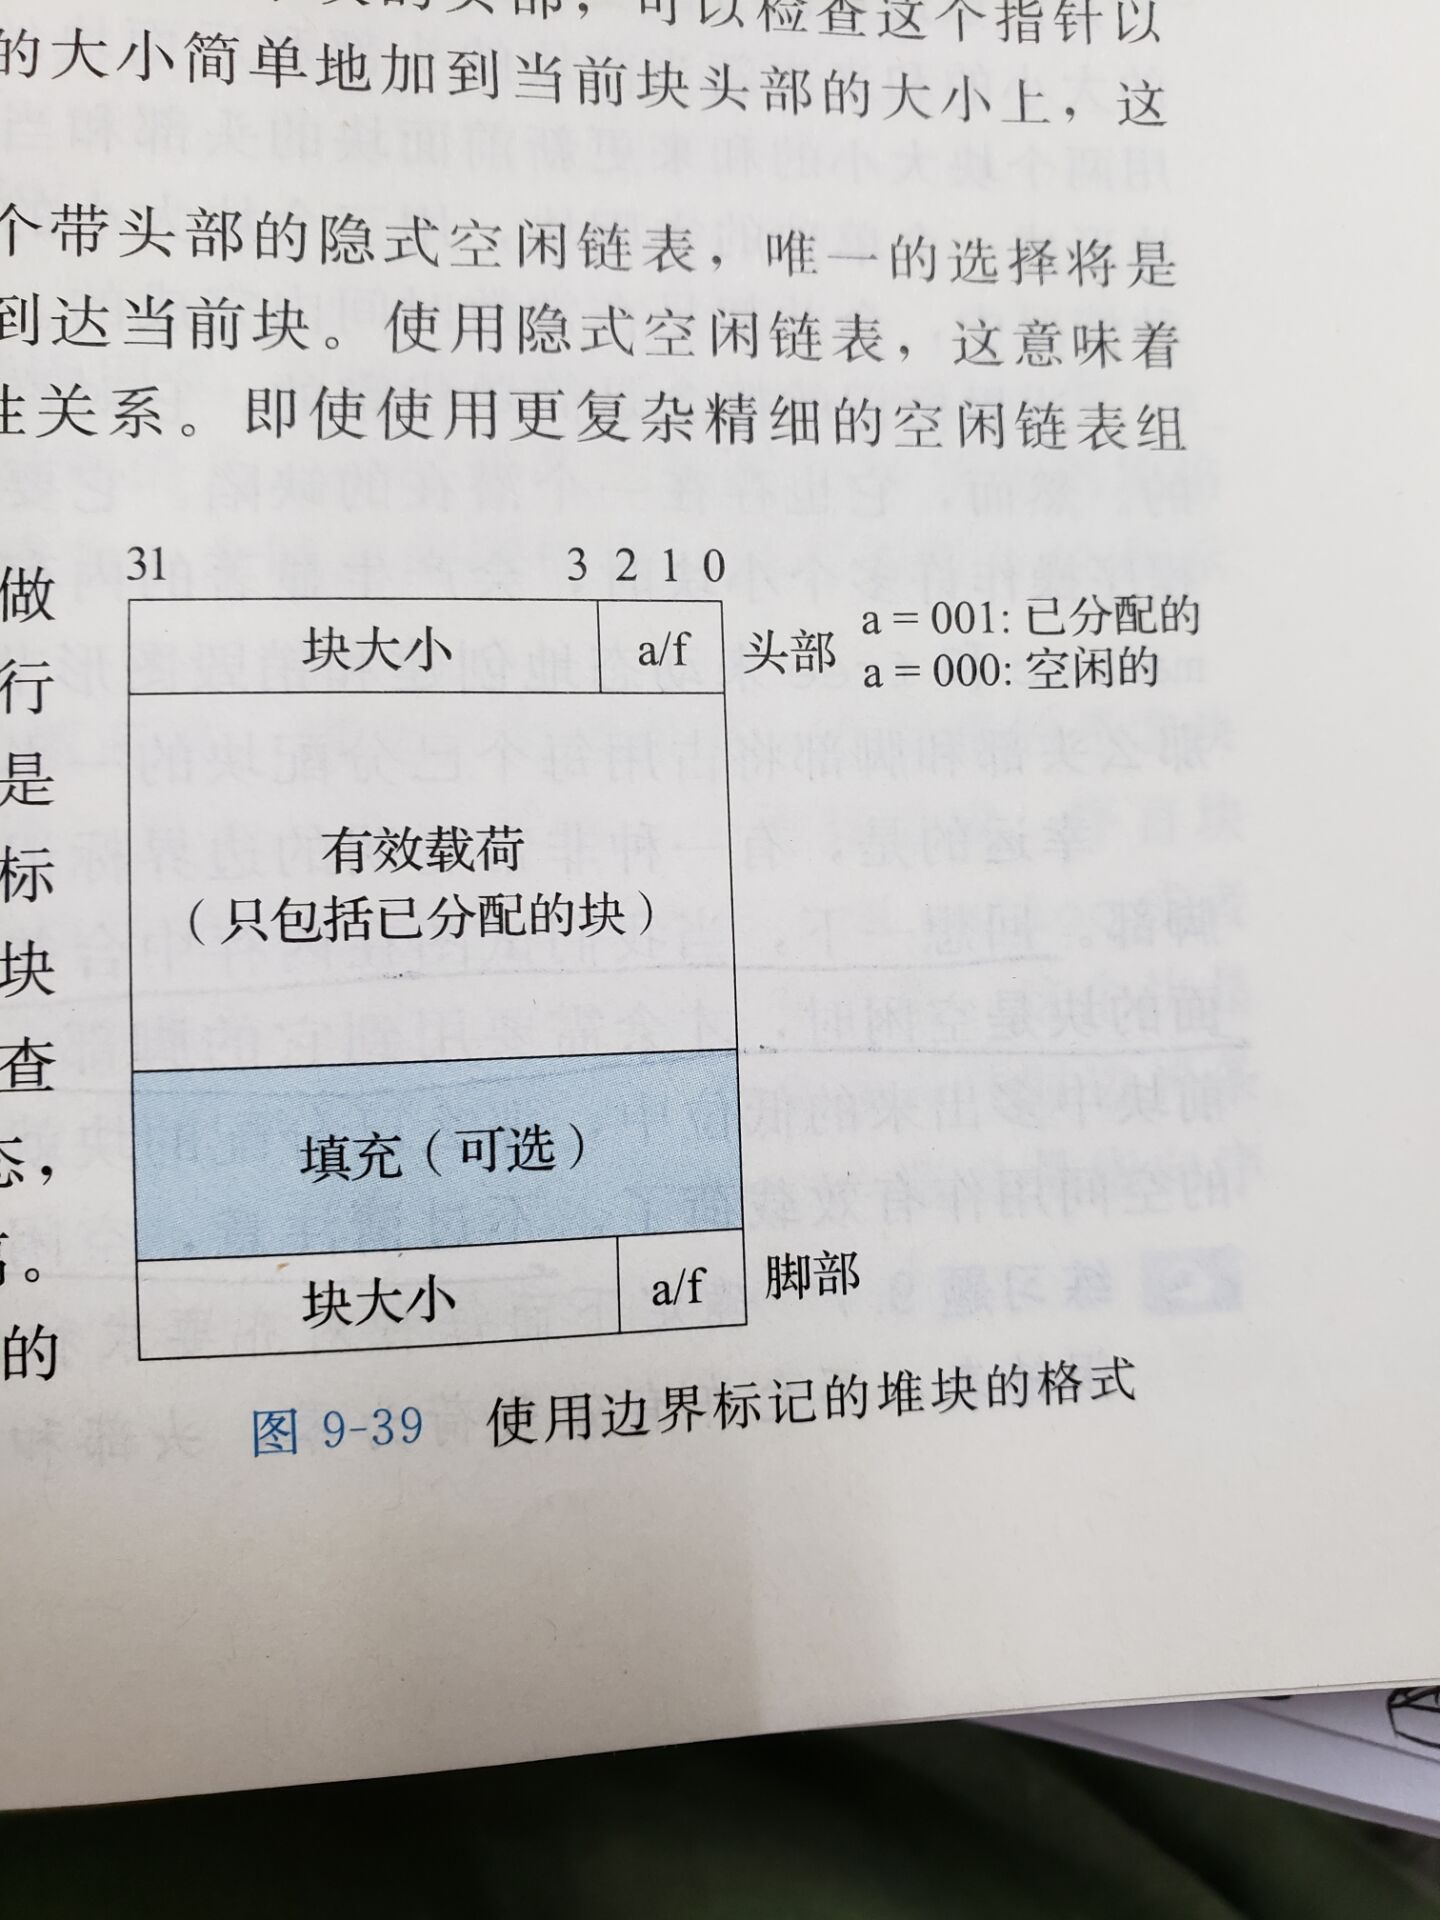 的头部，可以检查这个指针以
的大小简单地加到当前块头部的大小上，这
个带头部的隐式空闲链表，唯一的选择将是
到达当前块。使用隐式空闲链表，这意味着
性关系。即使使用更复杂精细的空闲链表组
做
行
是
标
块
查
态，
。
的
31 3 2 1 0
块大小 a/f 头部
a = 001: 已分配的
a = 000: 空闲的
有效载荷
（只包括已分配的块）
填充（可选）
块大小 a/f 脚部
图 9-39 使用边界标记的堆块的格式